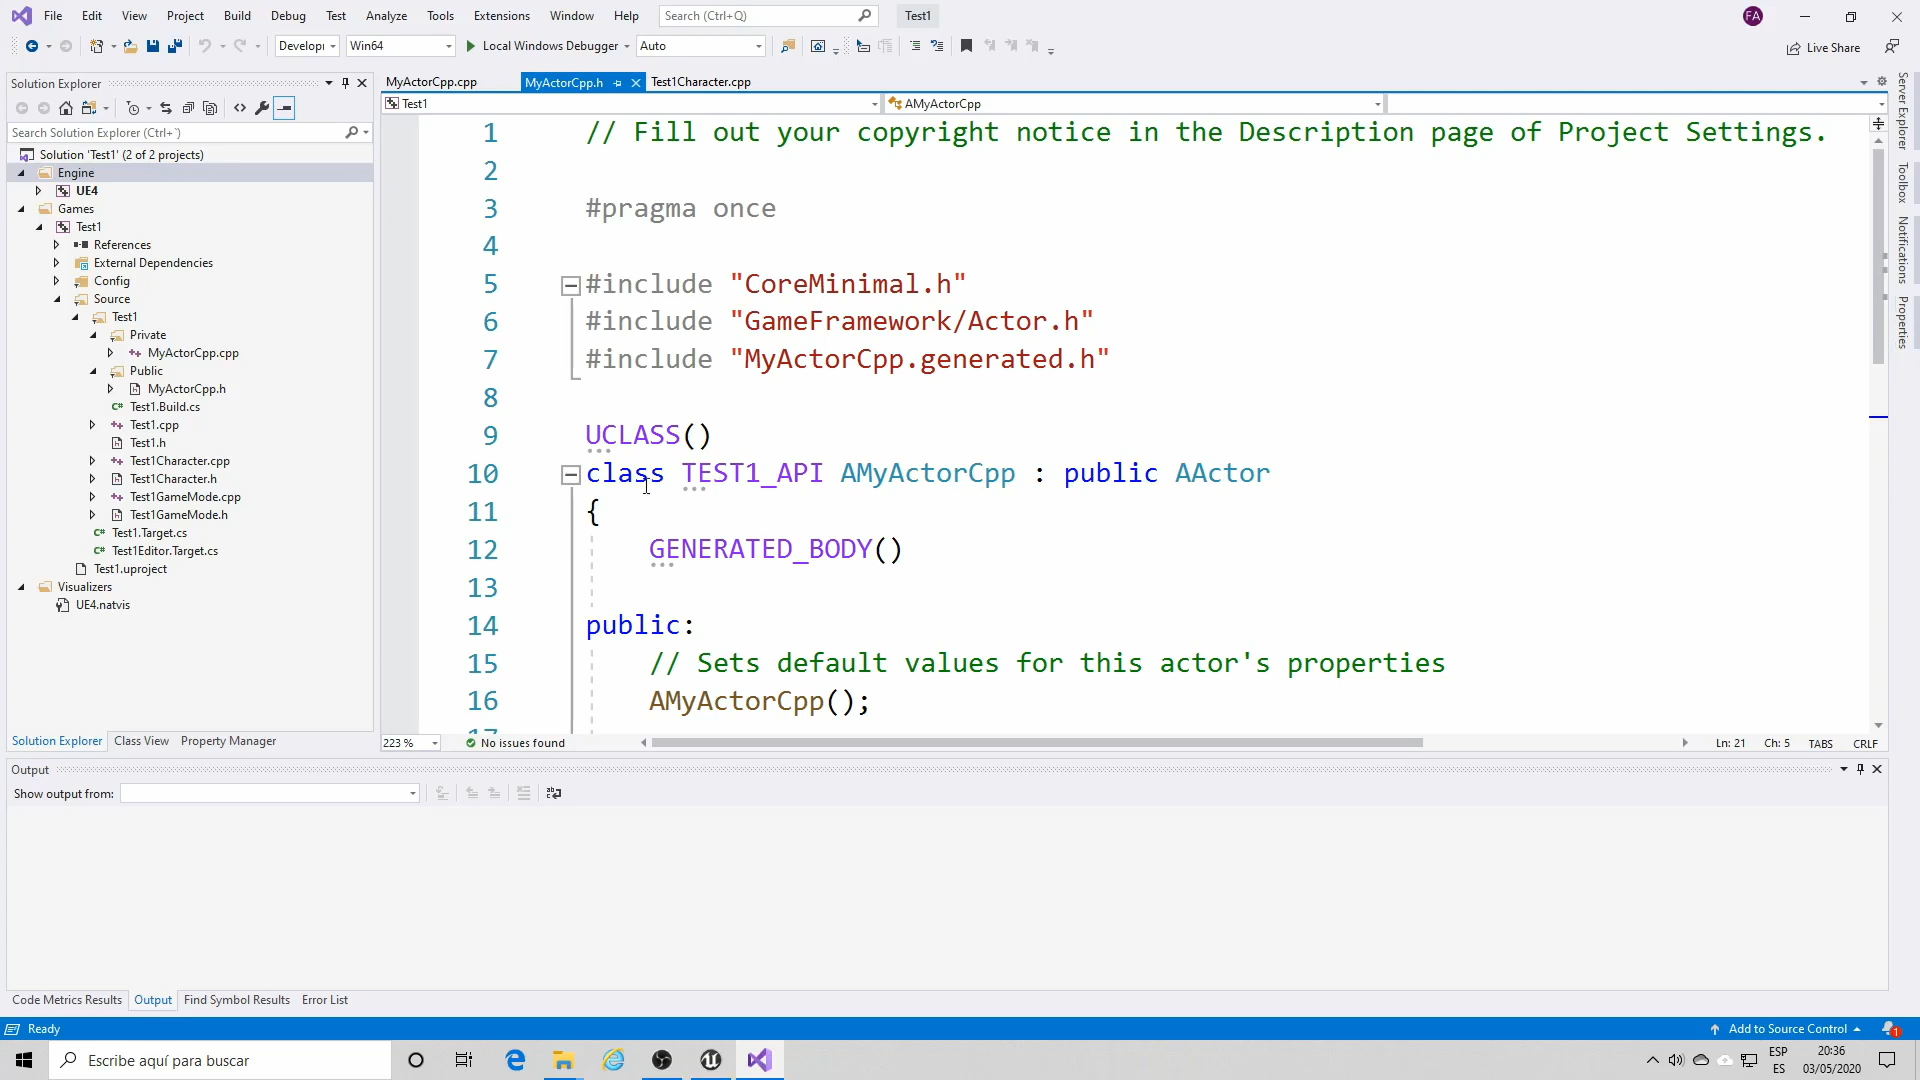 File Edit View Project Build Debug Test Analyze Tools Extensions Window Help Search (Ctrl+Q) Test1 FA
Develop Win64 Local Windows Debugger Auto Live Share
Solution Explorer
Search Solution Explorer (Ctrl+`)
Solution 'Test1' (2 of 2 projects)
Engine
UE4
Games
Test1
References
External Dependencies
Config
Source
Test1
Private
MyActorCpp.cpp
Public
MyActorCpp.h
Test1.Build.cs
Test1.cpp
Test1.h
Test1Character.cpp
Test1Character.h
Test1GameMode.cpp
Test1GameMode.h
Test1.Target.cs
Test1Editor.Target.cs
Test1.uproject
Visualizers
UE4.natvis
Solution Explorer Class View Property Manager
MyActorCpp.cpp MyActorCpp.h Test1Character.cpp
Test1 AMyActorCpp
1 // Fill out your copyright notice in the Description page of Project Settings.
2
3 #pragma once
4
5 #include "CoreMinimal.h"
6 #include "GameFramework/Actor.h"
7 #include "MyActorCpp.generated.h"
8
9 UCLASS()
10 class TEST1_API AMyActorCpp : public AActor
11 {
12 GENERATED_BODY()
13
14 public:
15 // Sets default values for this actor's properties
16 AMyActorCpp();
17
223 % No issues found Ln: 21 Ch: 5 TABS CRLF
Server Explorer
Toolbox
Notifications
Properties
Output
Show output from:
Code Metrics Results Output Find Symbol Results Error List
Ready Add to Source Control 1
Escribe aquí para buscar
ESP
ES
20:36
03/05/2020